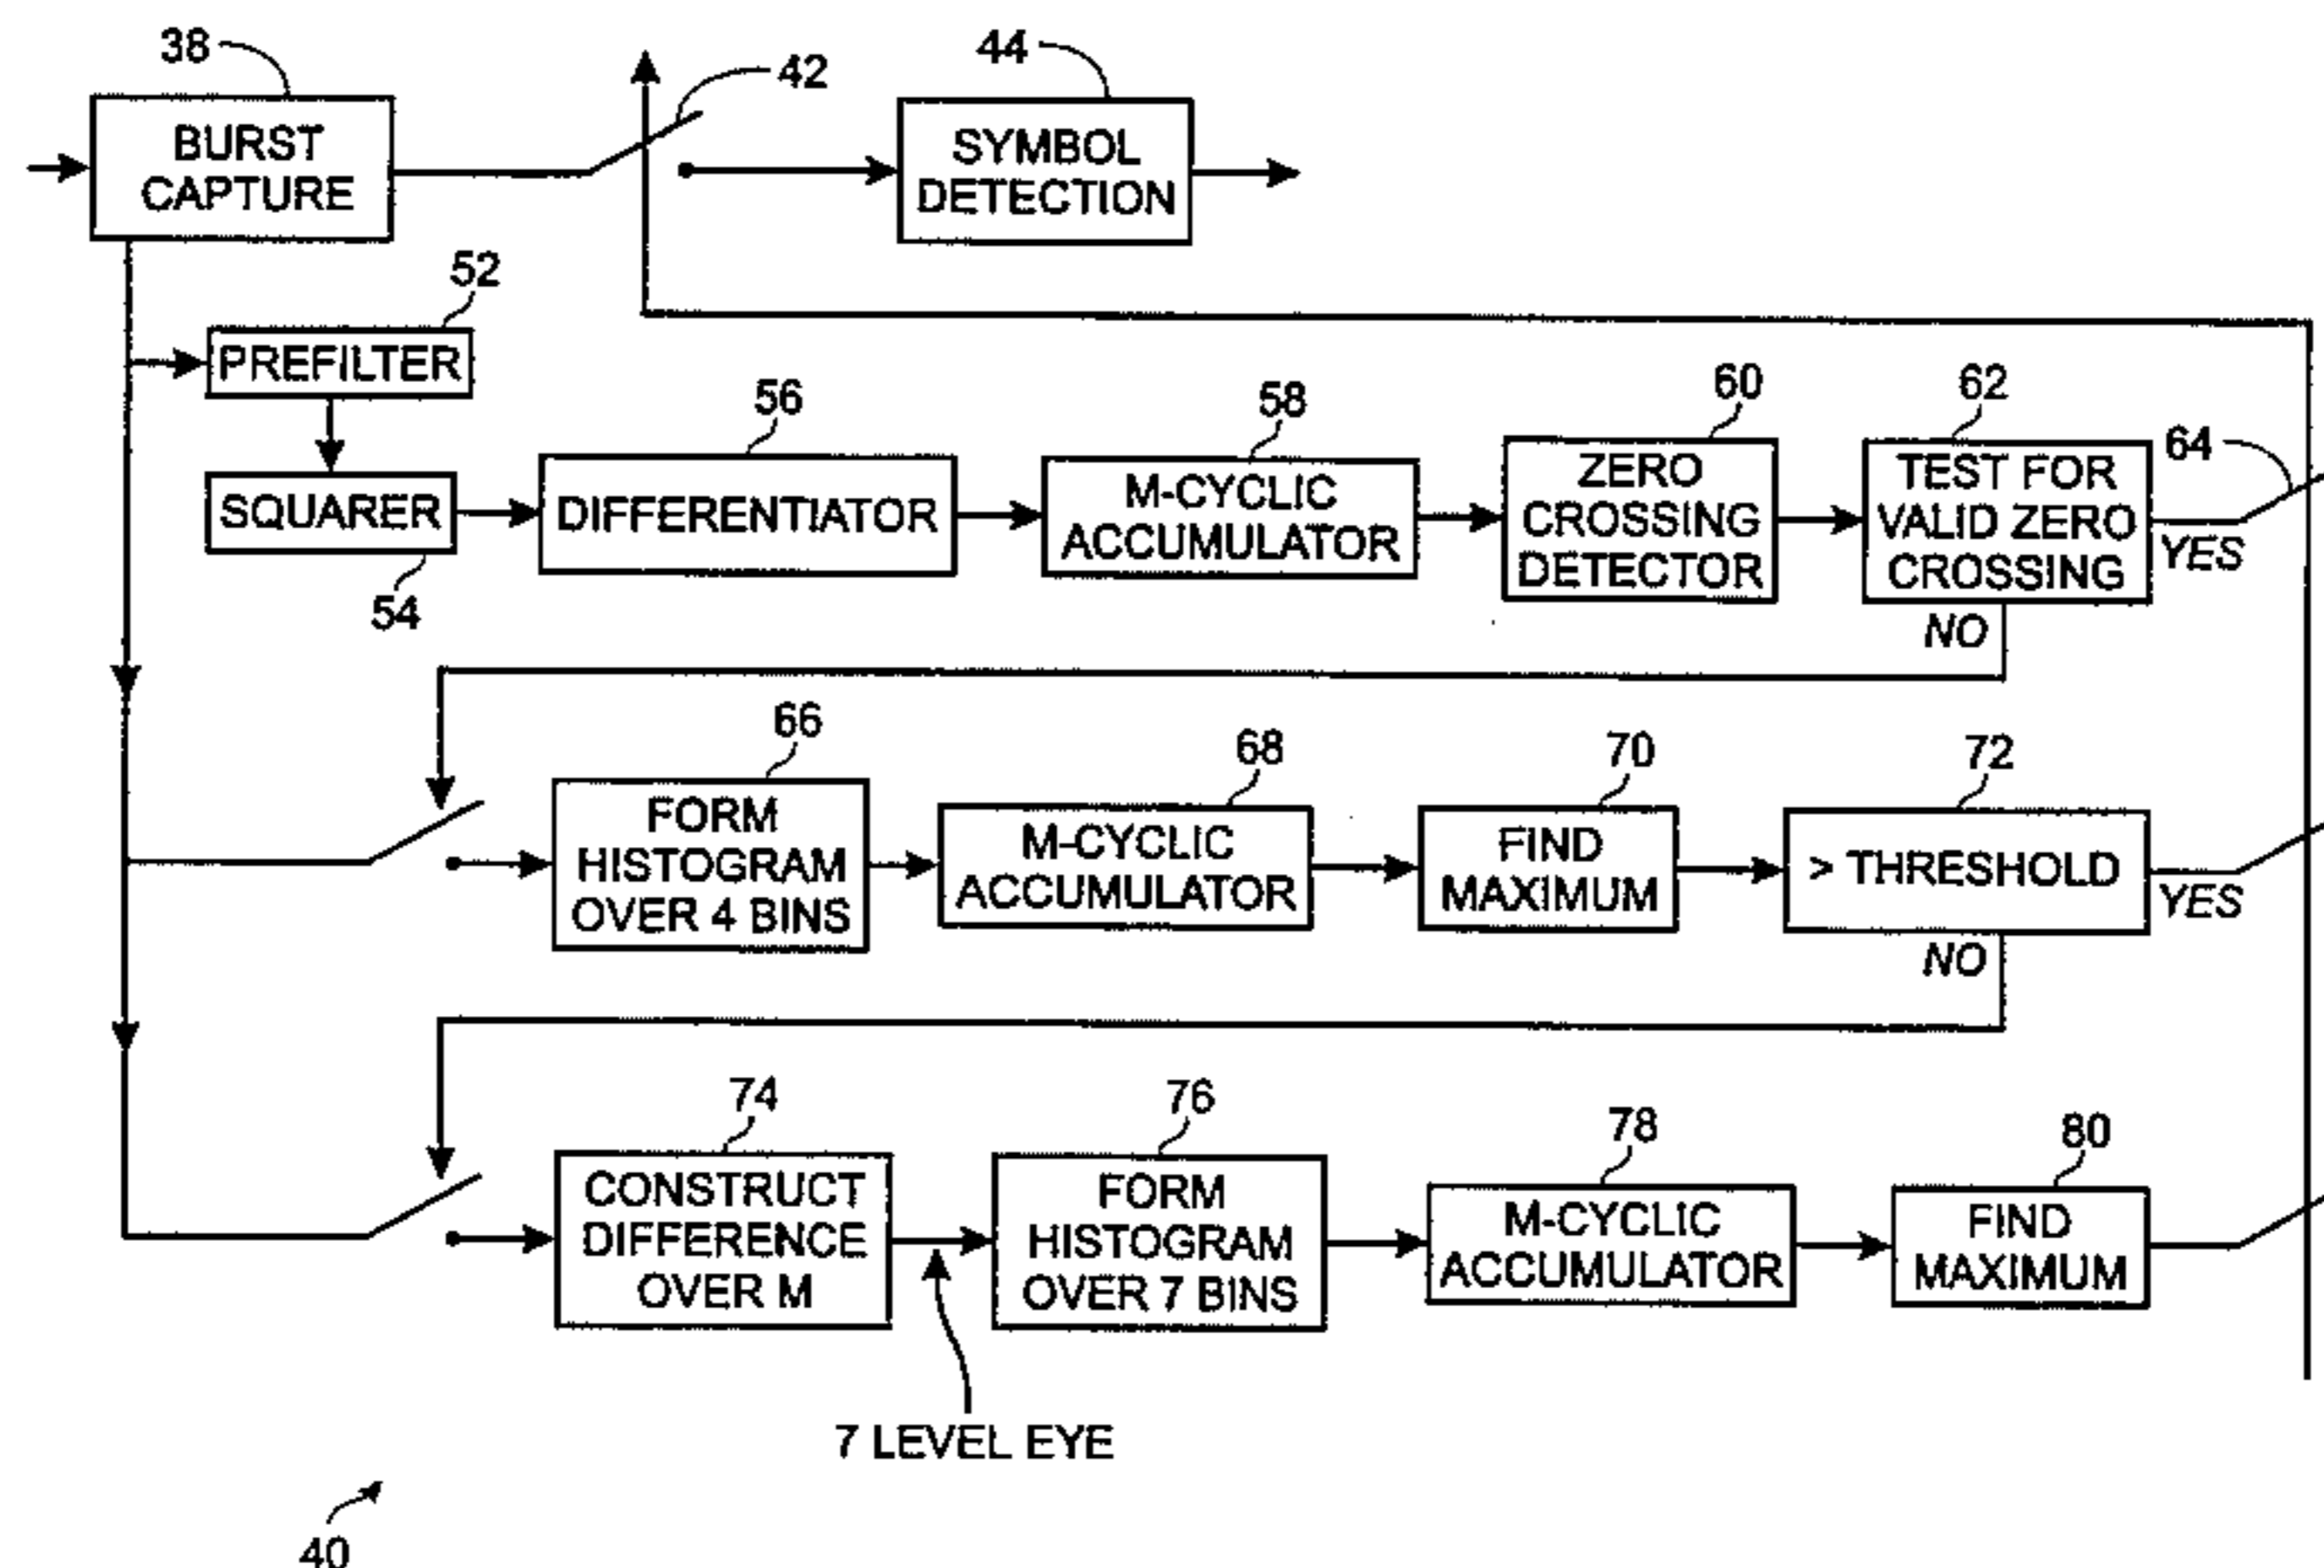 38
42
44
BURST
CAPTURE
SYMBOL
DETECTION
52
PREFILTER
56
58
60
62
64
SQUARER
54
DIFFERENTIATOR
M-CYCLIC
ACCUMULATOR
ZERO
CROSSING
DETECTOR
TEST FOR
VALID ZERO
CROSSING
YES
NO
66
68
70
72
FORM
HISTOGRAM
OVER 4 BINS
M-CYCLIC
ACCUMULATOR
FIND
MAXIMUM
> THRESHOLD
YES
NO
74
76
78
80
CONSTRUCT
DIFFERENCE
OVER M
FORM
HISTOGRAM
OVER 7 BINS
M-CYCLIC
ACCUMULATOR
FIND
MAXIMUM
7 LEVEL EYE
40